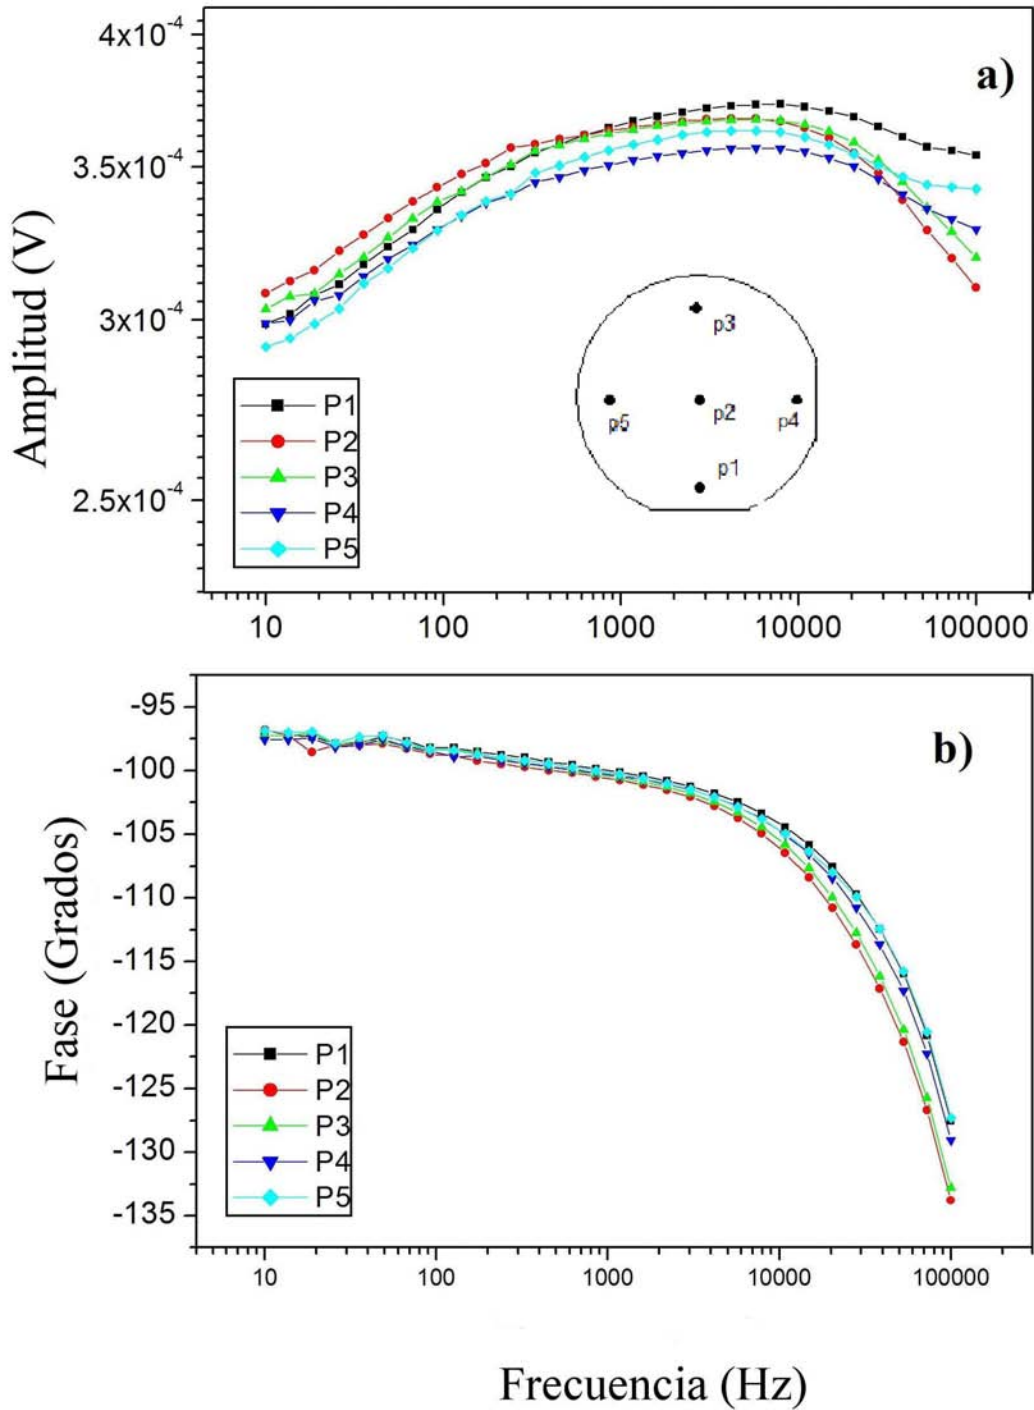 a)
4x10⁻⁴
3.5x10⁻⁴
3x10⁻⁴
2.5x10⁻⁴
Amplitud (V)
P1
P2
P3
P4
P5
p3
p5
p2
p4
p1
10
100
1000
10000
100000
b)
-95
-100
-105
-110
-115
-120
-125
-130
-135
Fase (Grados)
P1
P2
P3
P4
P5
10
100
1000
10000
100000
Frecuencia (Hz)